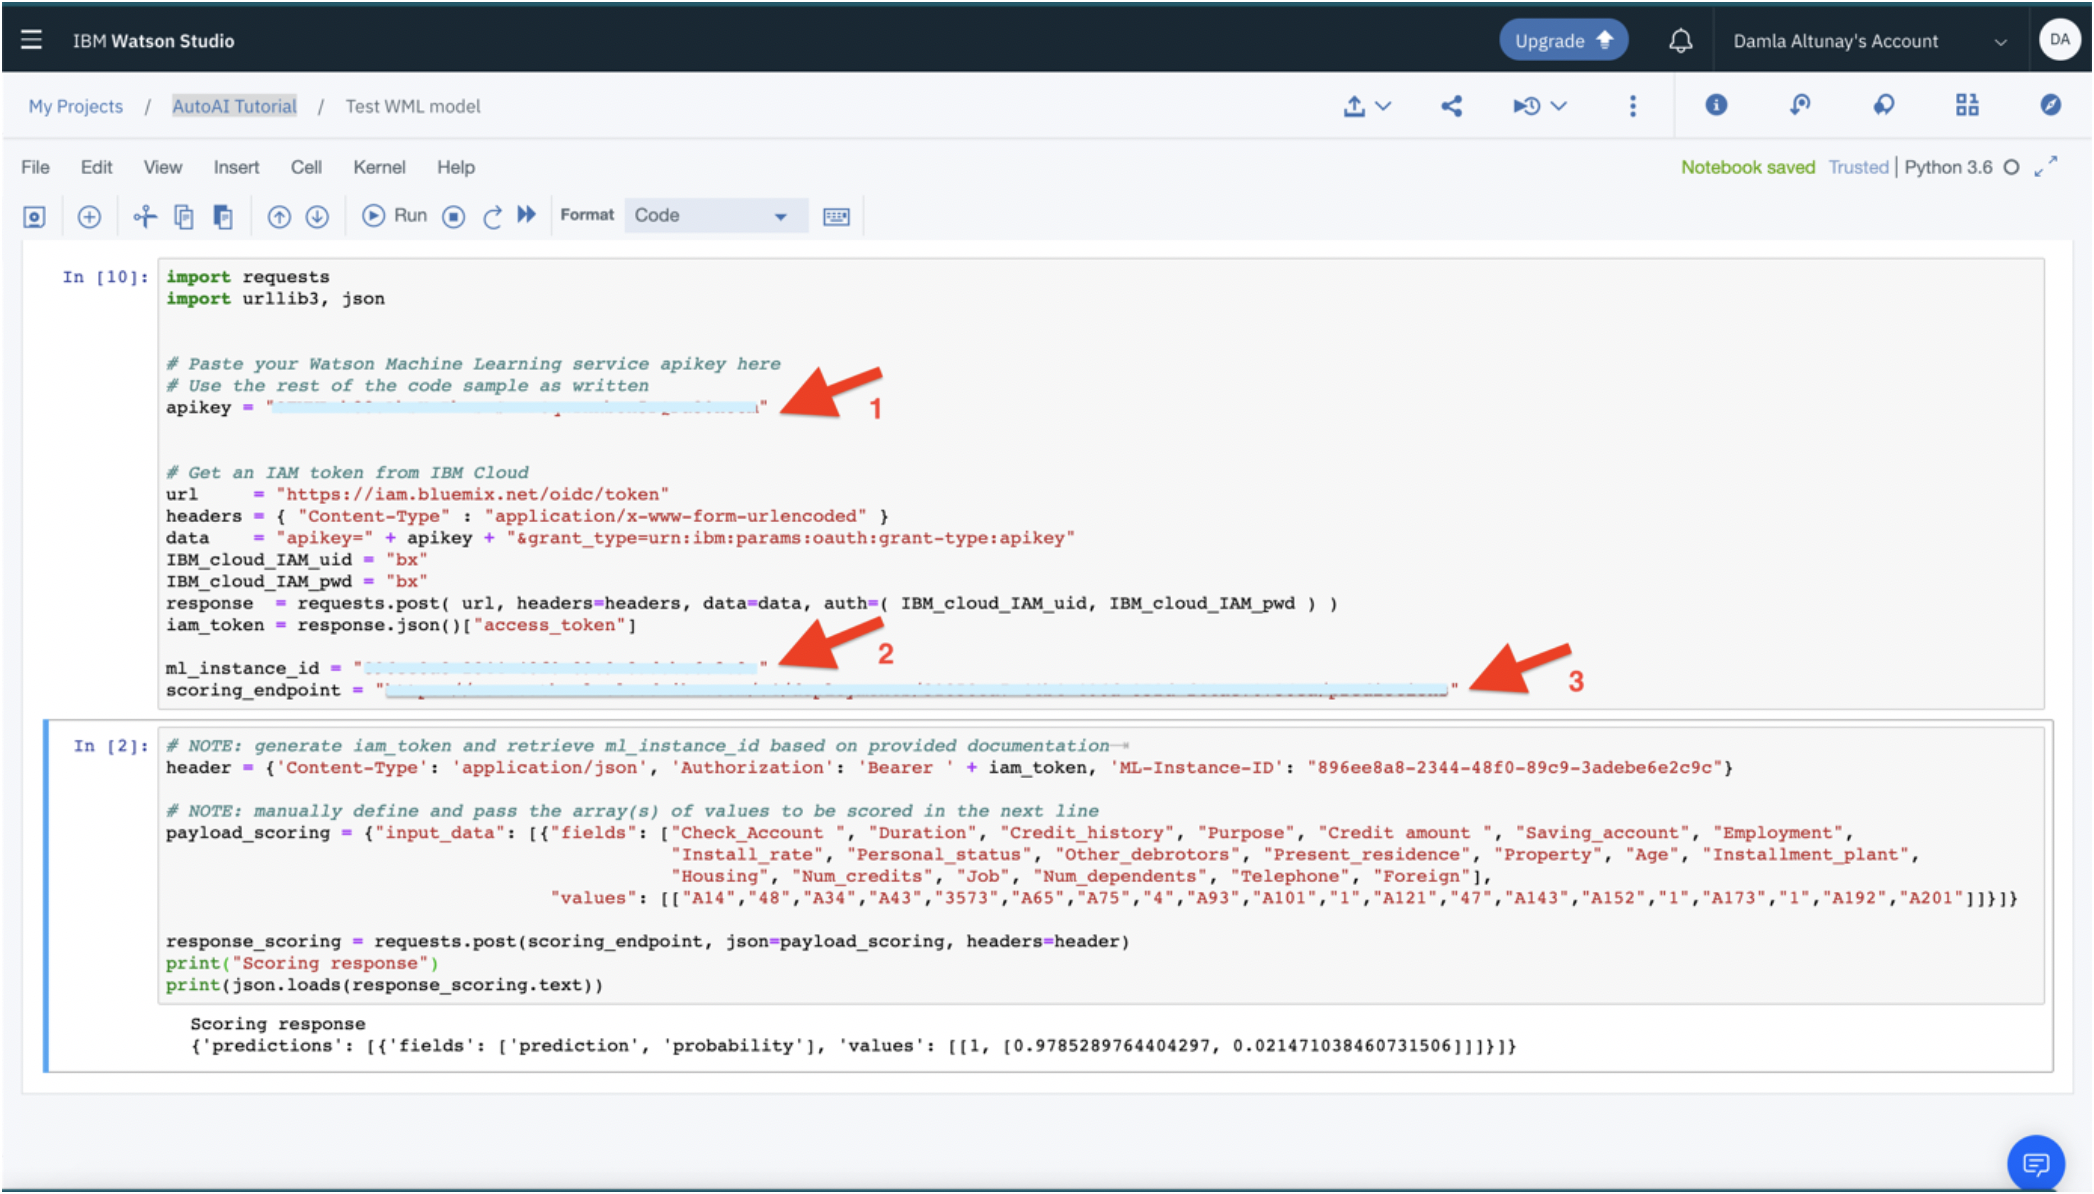 IBM Watson Studio
Upgrade
Damla Altunay's Account
DA
My Projects / AutoAI Tutorial / Test WML model
File Edit View Insert Cell Kernel Help
Notebook saved Trusted | Python 3.6
Run
Format Code
In [10]:
import requests
import urllib3, json
# Paste your Watson Machine Learning service apikey here
# Use the rest of the code sample as written
apikey = " "
1
# Get an IAM token from IBM Cloud
url = "https://iam.bluemix.net/oidc/token"
headers = { "Content-Type" : "application/x-www-form-urlencoded" }
data = "apikey=" + apikey + "&grant_type=urn:ibm:params:oauth:grant-type:apikey"
IBM_cloud_IAM_uid = "bx"
IBM_cloud_IAM_pwd = "bx"
response = requests.post( url, headers=headers, data=data, auth=( IBM_cloud_IAM_uid, IBM_cloud_IAM_pwd ) )
iam_token = response.json()["access_token"]
2
ml_instance_id = " "
scoring_endpoint = " "
3
In [2]:
# NOTE: generate iam_token and retrieve ml_instance_id based on provided documentation
header = {'Content-Type': 'application/json', 'Authorization': 'Bearer ' + iam_token, 'ML-Instance-ID': "896ee8a8-2344-48f0-89c9-3adebe6e2c9c"}
# NOTE: manually define and pass the array(s) of values to be scored in the next line
payload_scoring = {"input_data": [{"fields": ["Check_Account ", "Duration", "Credit_history", "Purpose", "Credit amount ", "Saving_account", "Employment",
"Install_rate", "Personal_status", "Other_debrotors", "Present_residence", "Property", "Age", "Installment_plant",
"Housing", "Num_credits", "Job", "Num_dependents", "Telephone", "Foreign"],
"values": [["A14","48","A34","A43","3573","A65","A75","4","A93","A101","1","A121","47","A143","A152","1","A173","1","A192","A201"]]}]}
response_scoring = requests.post(scoring_endpoint, json=payload_scoring, headers=header)
print("Scoring response")
print(json.loads(response_scoring.text))
Scoring response
{'predictions': [{'fields': ['prediction', 'probability'], 'values': [[1, [0.9785289764404297, 0.021471038460731506]]]}]}